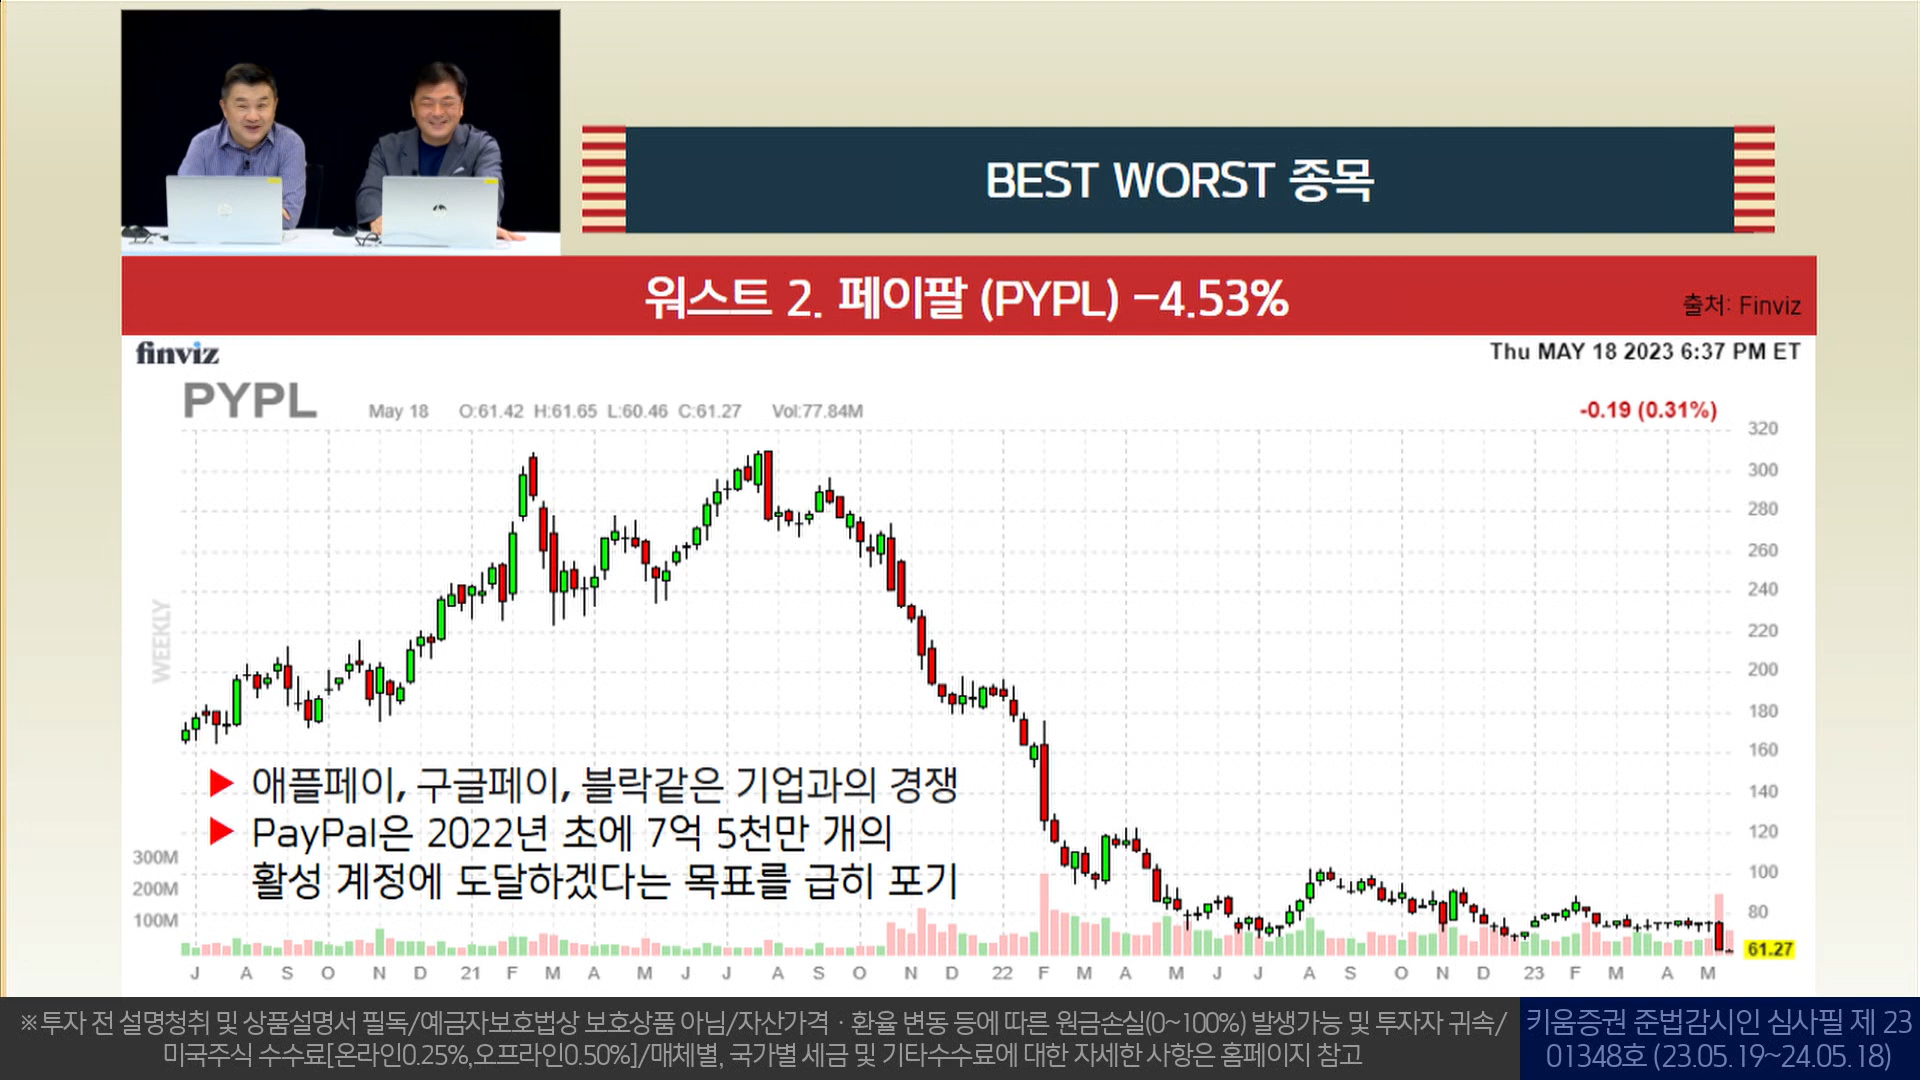 BEST WORST 종목
워스트 2. 페이팔 (PYPL) -4.53%
출처: Finviz
finviz
Thu MAY 18 2023 6:37 PM ET
PYPL
May 18 O:61.42 H:61.65 L:60.46 C:61.27 Vol:77.84M
-0.19 (0.31%)
320
300
280
260
240
220
200
180
160
140
120
100
80
61.27
WEEKLY
▶ 애플페이, 구글페이, 블락같은 기업과의 경쟁
▶ PayPal은 2022년 초에 7억 5천만 개의
활성 계정에 도달하겠다는 목표를 급히 포기
300M
200M
100M
J A S O N D 21 F M A M J J A S O N D 22 F M A M J J A S O N D 23 F M A M
※투자 전 설명청취 및 상품설명서 필독/예금자보호법상 보호상품 아님/자산가격·환율 변동 등에 따른 원금손실(0~100%) 발생가능 및 투자자 귀속/
미국주식 수수료[온라인0.25%,오프라인0.50%]/매체별, 국가별 세금 및 기타수수료에 대한 자세한 사항은 홈페이지 참고
키움증권 준법감시인 심사필 제 23
01348호 (23.05.19~24.05.18)